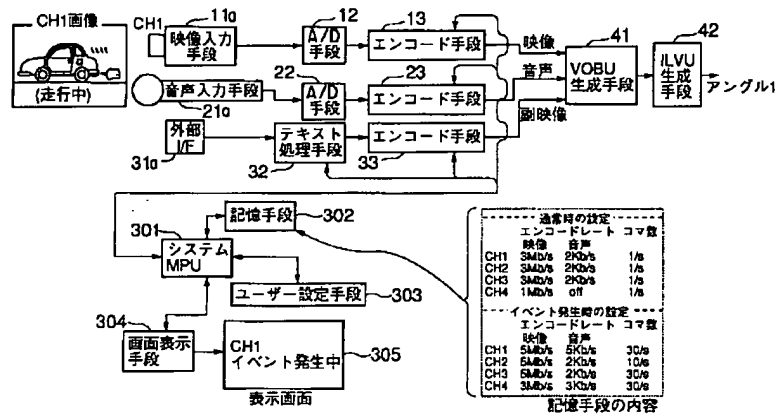 CH1画像
(走行中)
CH1
11a
映像入力
手段
12
A/D
手段
13
エンコード手段
映像
音声入力手段
21a
22
A/D
手段
23
エンコード手段
音声
外部
I/F
31a
テキスト
処理手段
32
エンコード手段
33
副映像
41
VOBU
生成手段
42
ILVU
生成
手段
アングル1
301
システム
MPU
記憶手段
302
ユーザー設定手段
303
304
画面表示
手段
CH1
イベント発生中
305
表示画面
通常時の設定
エンコードレート コマ数
映像 音声
CH1 3Mb/s 2Kb/s 1/s
CH2 3Mb/s 2Kb/s 1/s
CH3 3Mb/s 2Kb/s 1/s
CH4 1Mb/s off 1/s
イベント発生時の設定
エンコードレート コマ数
映像 音声
CH1 5Mb/s 5Kb/s 30/s
CH2 5Mb/s 2Kb/s 10/s
CH3 5Mb/s 2Kb/s 30/s
CH4 3Mb/s 3Kb/s 30/s
記憶手段の内容